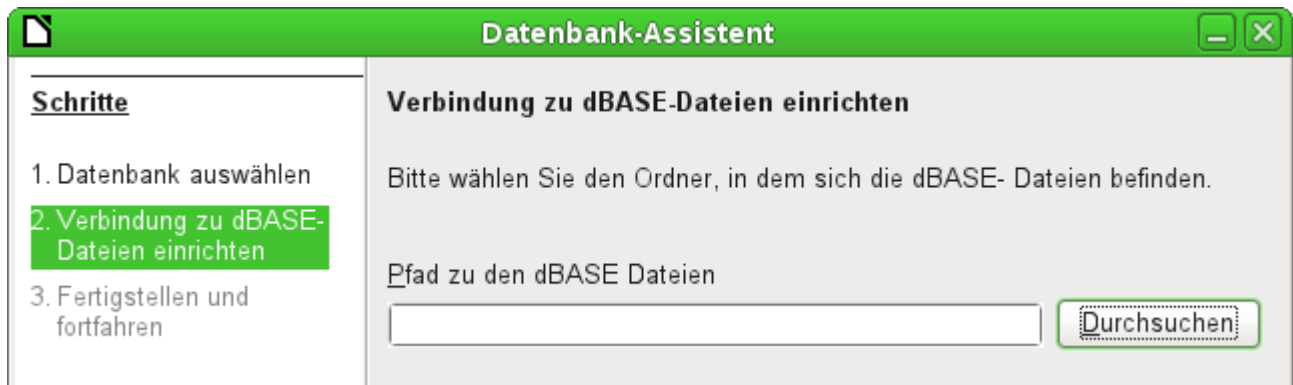 Datenbank-Assistent
Schritte
1. Datenbank auswählen
2. Verbindung zu dBASE-
Dateien einrichten
3. Fertigstellen und
fortfahren
Verbindung zu dBASE-Dateien einrichten
Bitte wählen Sie den Ordner, in dem sich die dBASE- Dateien befinden.
Pfad zu den dBASE Dateien
Durchsuchen